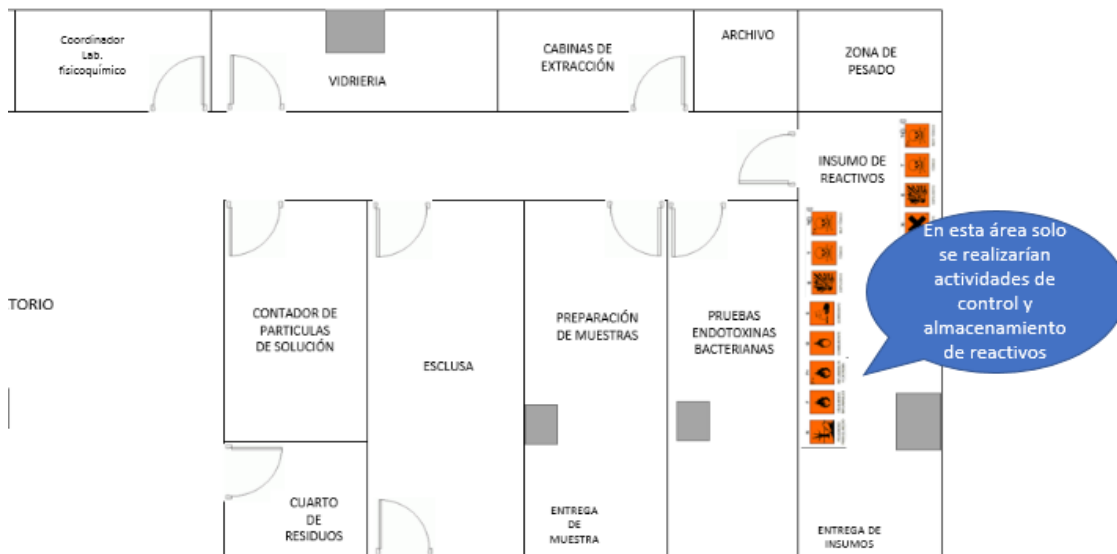 Coordinador
Lab.
fisicoquímico
VIDRIERIA
CABINAS DE
EXTRACCIÓN
ARCHIVO
ZONA DE
PESADO
INSUMO DE
REACTIVOS
En esta área solo
se realizarían
actividades de
control y
almacenamiento
de reactivos
TORIO
CONTADOR DE
PARTICULAS
DE SOLUCIÓN
ESCLUSA
PREPARACIÓN
DE MUESTRAS
PRUEBAS
ENDOTOXINAS
BACTERIANAS
CUARTO
DE
RESIDUOS
ENTREGA
DE
MUESTRA
ENTREGA DE
INSUMOS